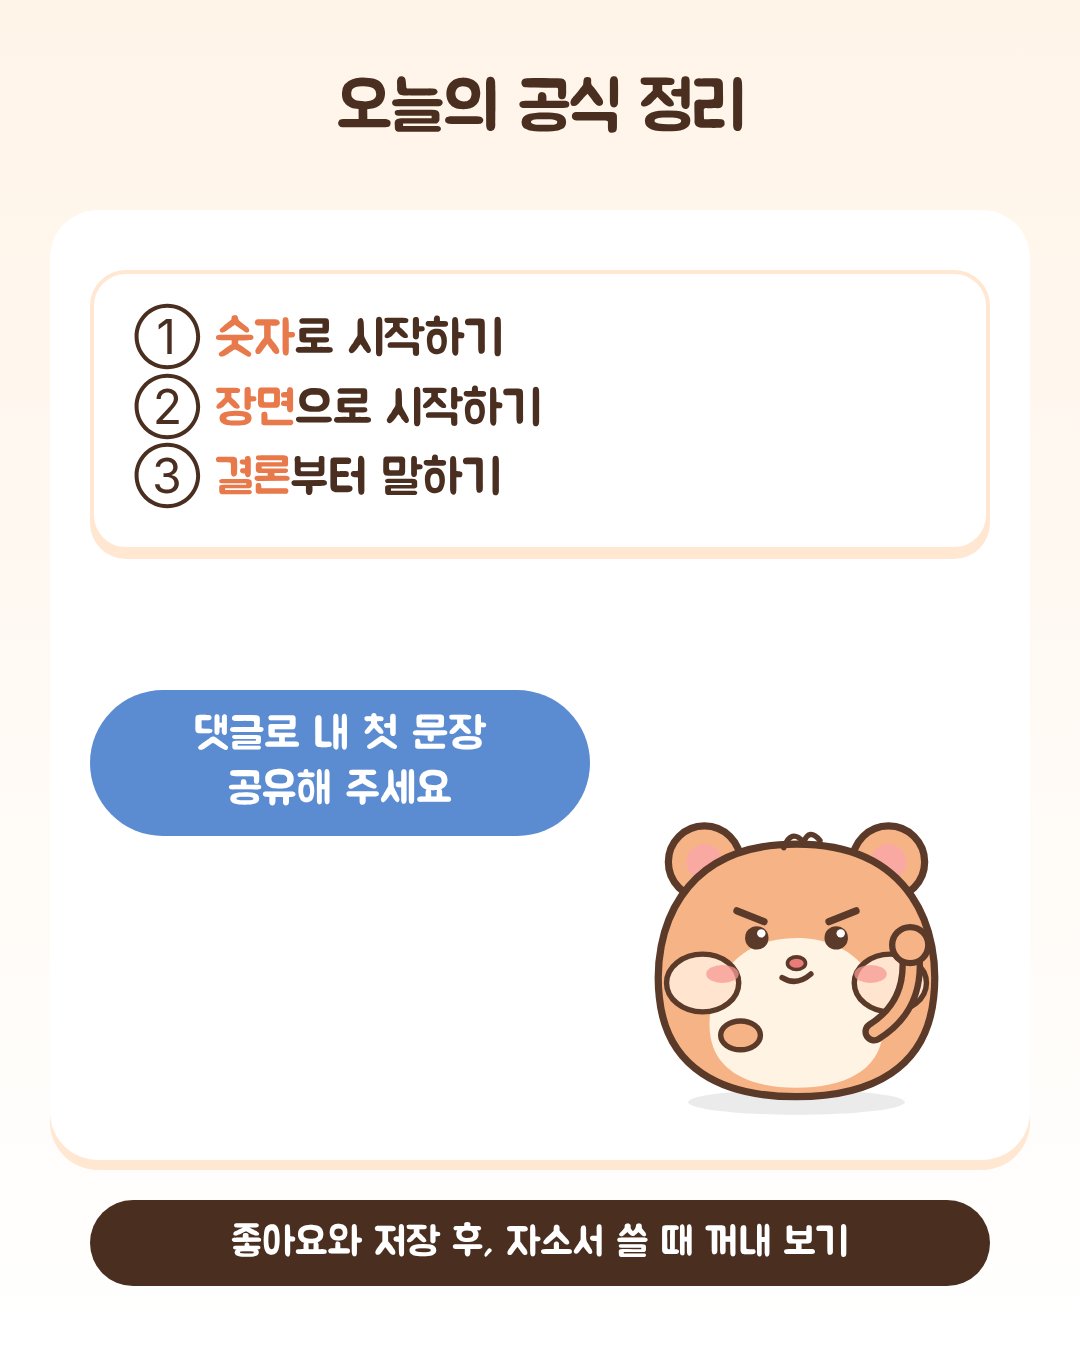 오늘의 공식 정리
① 숫자로 시작하기
② 장면으로 시작하기
③ 결론부터 말하기
댓글로 내 첫 문장
공유해 주세요
좋아요와 저장 후, 자소서 쓸 때 꺼내 보기